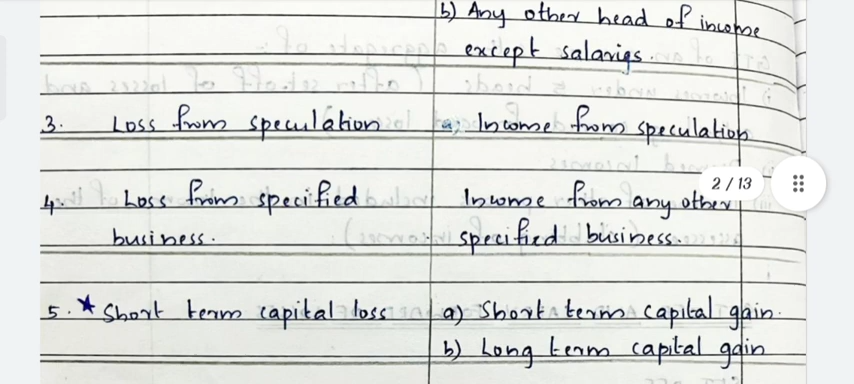 b) Any other head of income
except salaries.
3. Loss from speculation a) Income from speculation
2 / 13
4. Loss from specified Income from any other
business. specified business.
5. ★ Short term capital loss a) Short term capital gain.
b) Long term capital gain